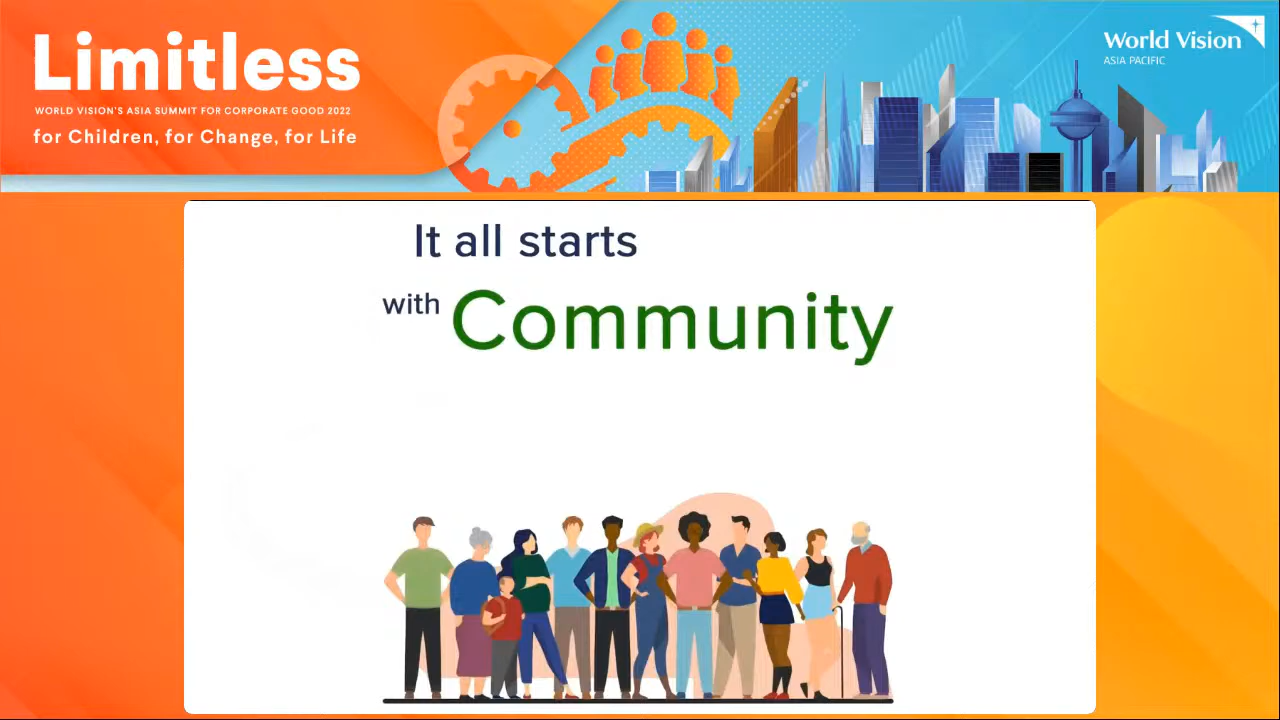 Limitless
WORLD VISION'S ASIA SUMMIT FOR CORPORATE GOOD 2022
for Children, for Change, for Life
World Vision
ASIA PACIFIC
It all starts
with Community